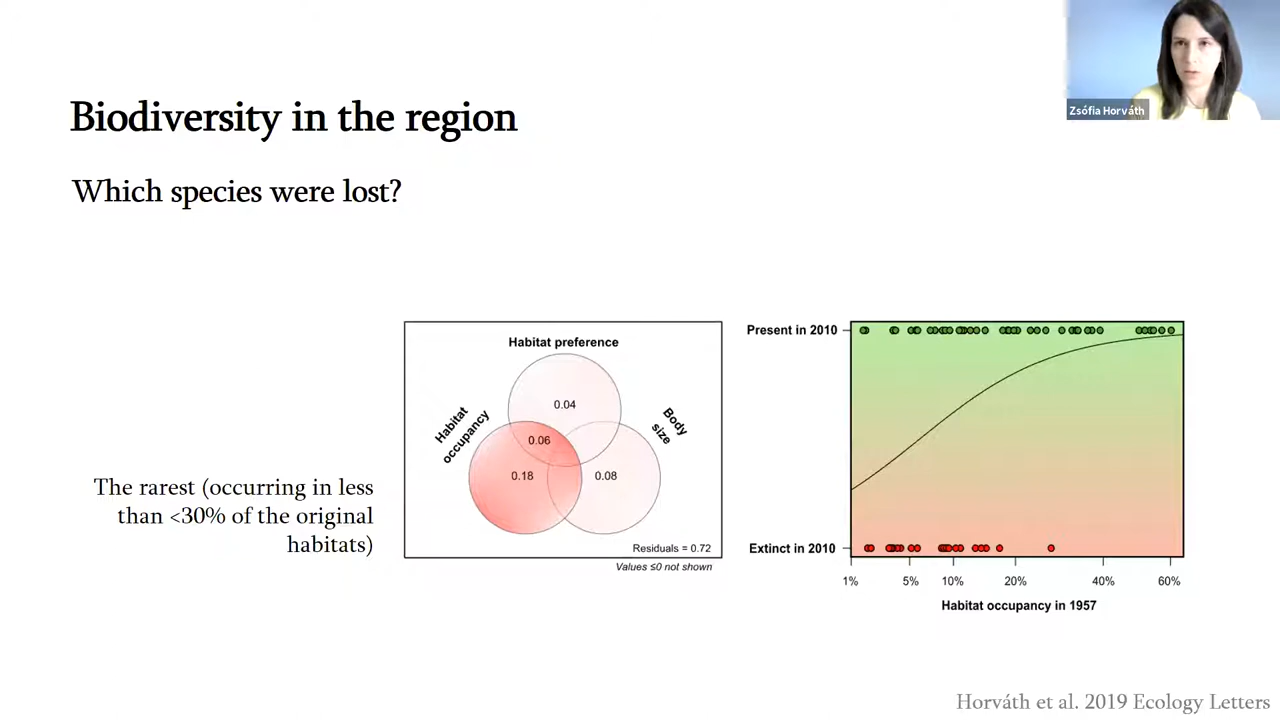 Zsófia Horváth
Biodiversity in the region
Which species were lost?
The rarest (occurring in less
than <30% of the original
habitats)
Habitat preference
Habitat
occupancy
Body
size
0.04
0.06
0.18
0.08
Residuals = 0.72
Values ≤0 not shown
Present in 2010
Extinct in 2010
1%
5%
10%
20%
40%
60%
Habitat occupancy in 1957
Horváth et al. 2019 Ecology Letters